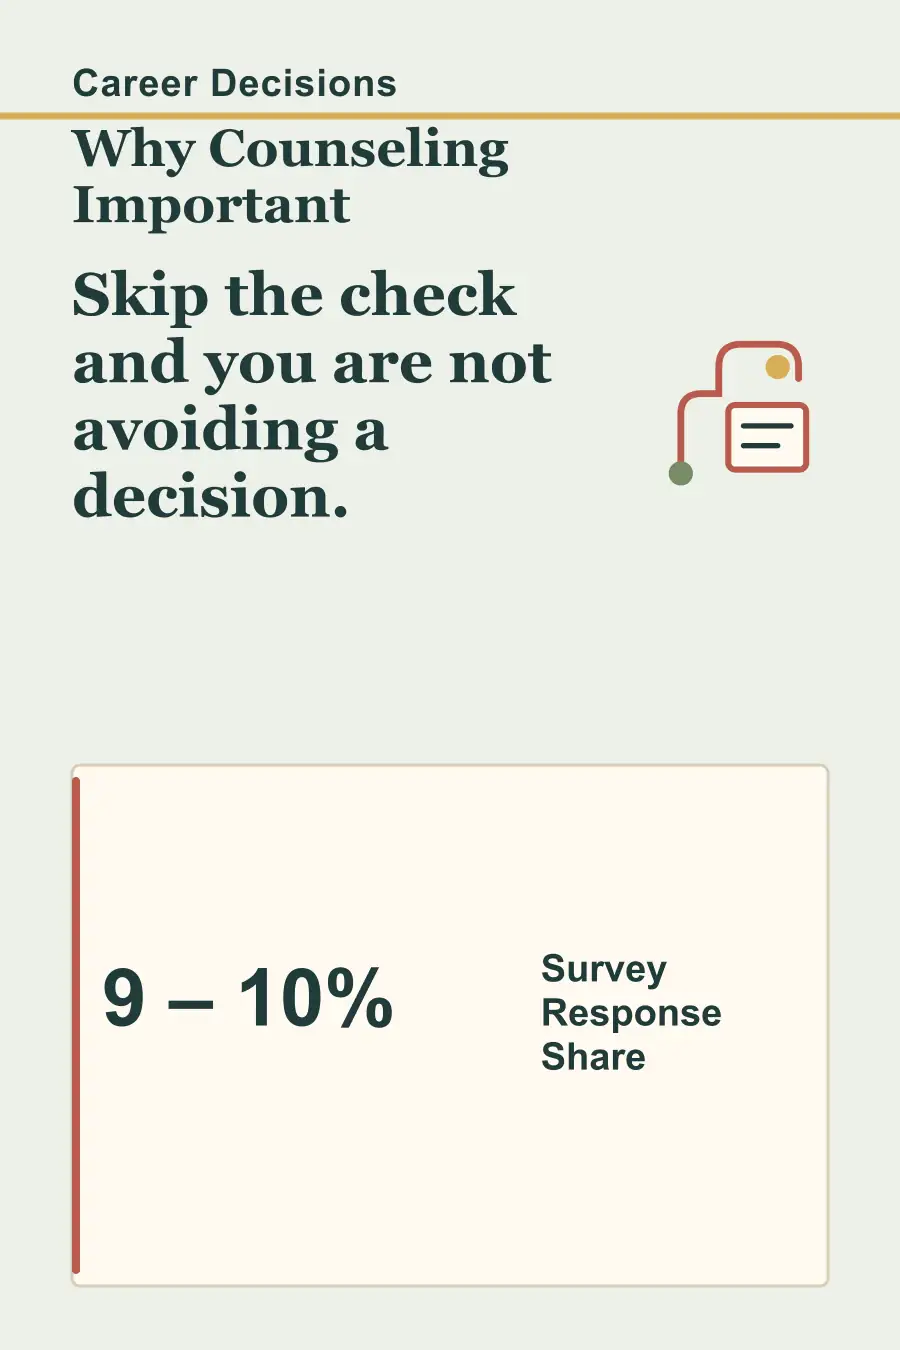 Career Decisions
Why Counseling
Important
Skip the check
and you are not
avoiding a
decision.
9 – 10%
Survey
Response
Share